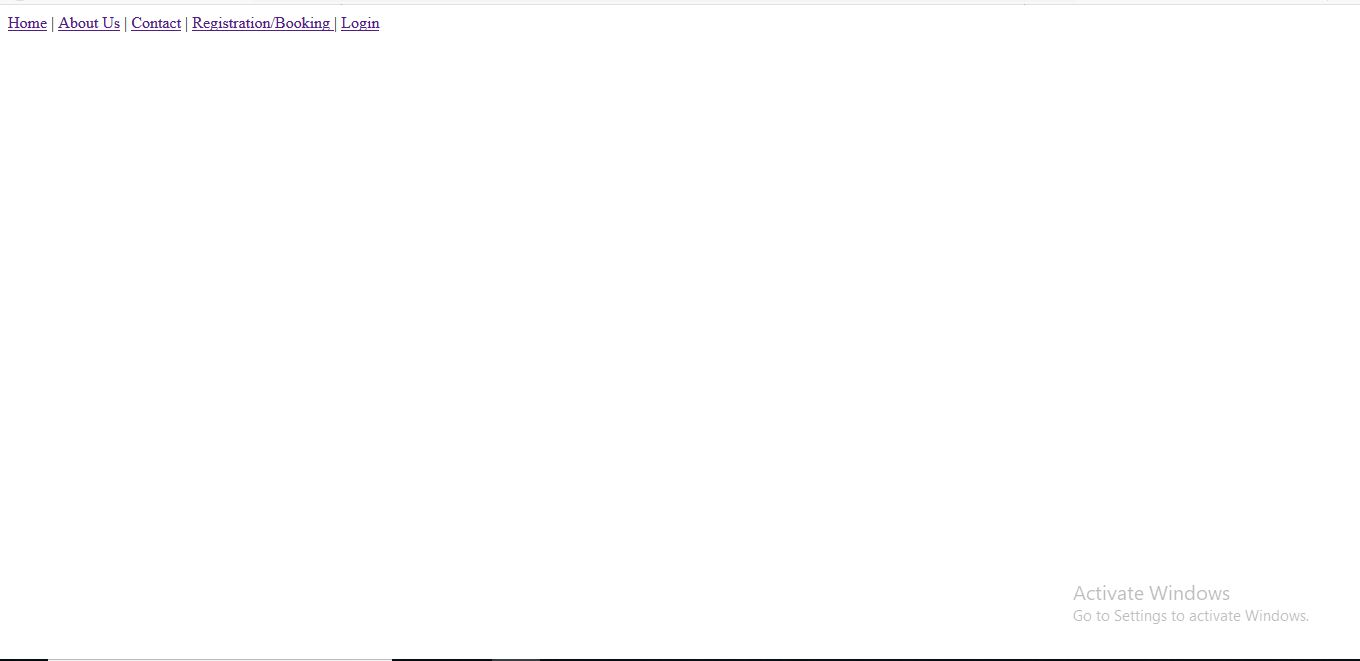 Home | About Us | Contact | Registration/Booking | Login
Activate Windows
Go to Settings to activate Windows.